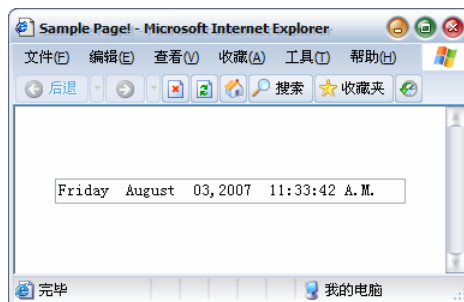 Sample Page! - Microsoft Internet Explorer
文件(F) 编辑(E) 查看(V) 收藏(A) 工具(T) 帮助(H)
后退 搜索 收藏夹
Friday August 03,2007 11:33:42 A.M.
完毕 我的电脑